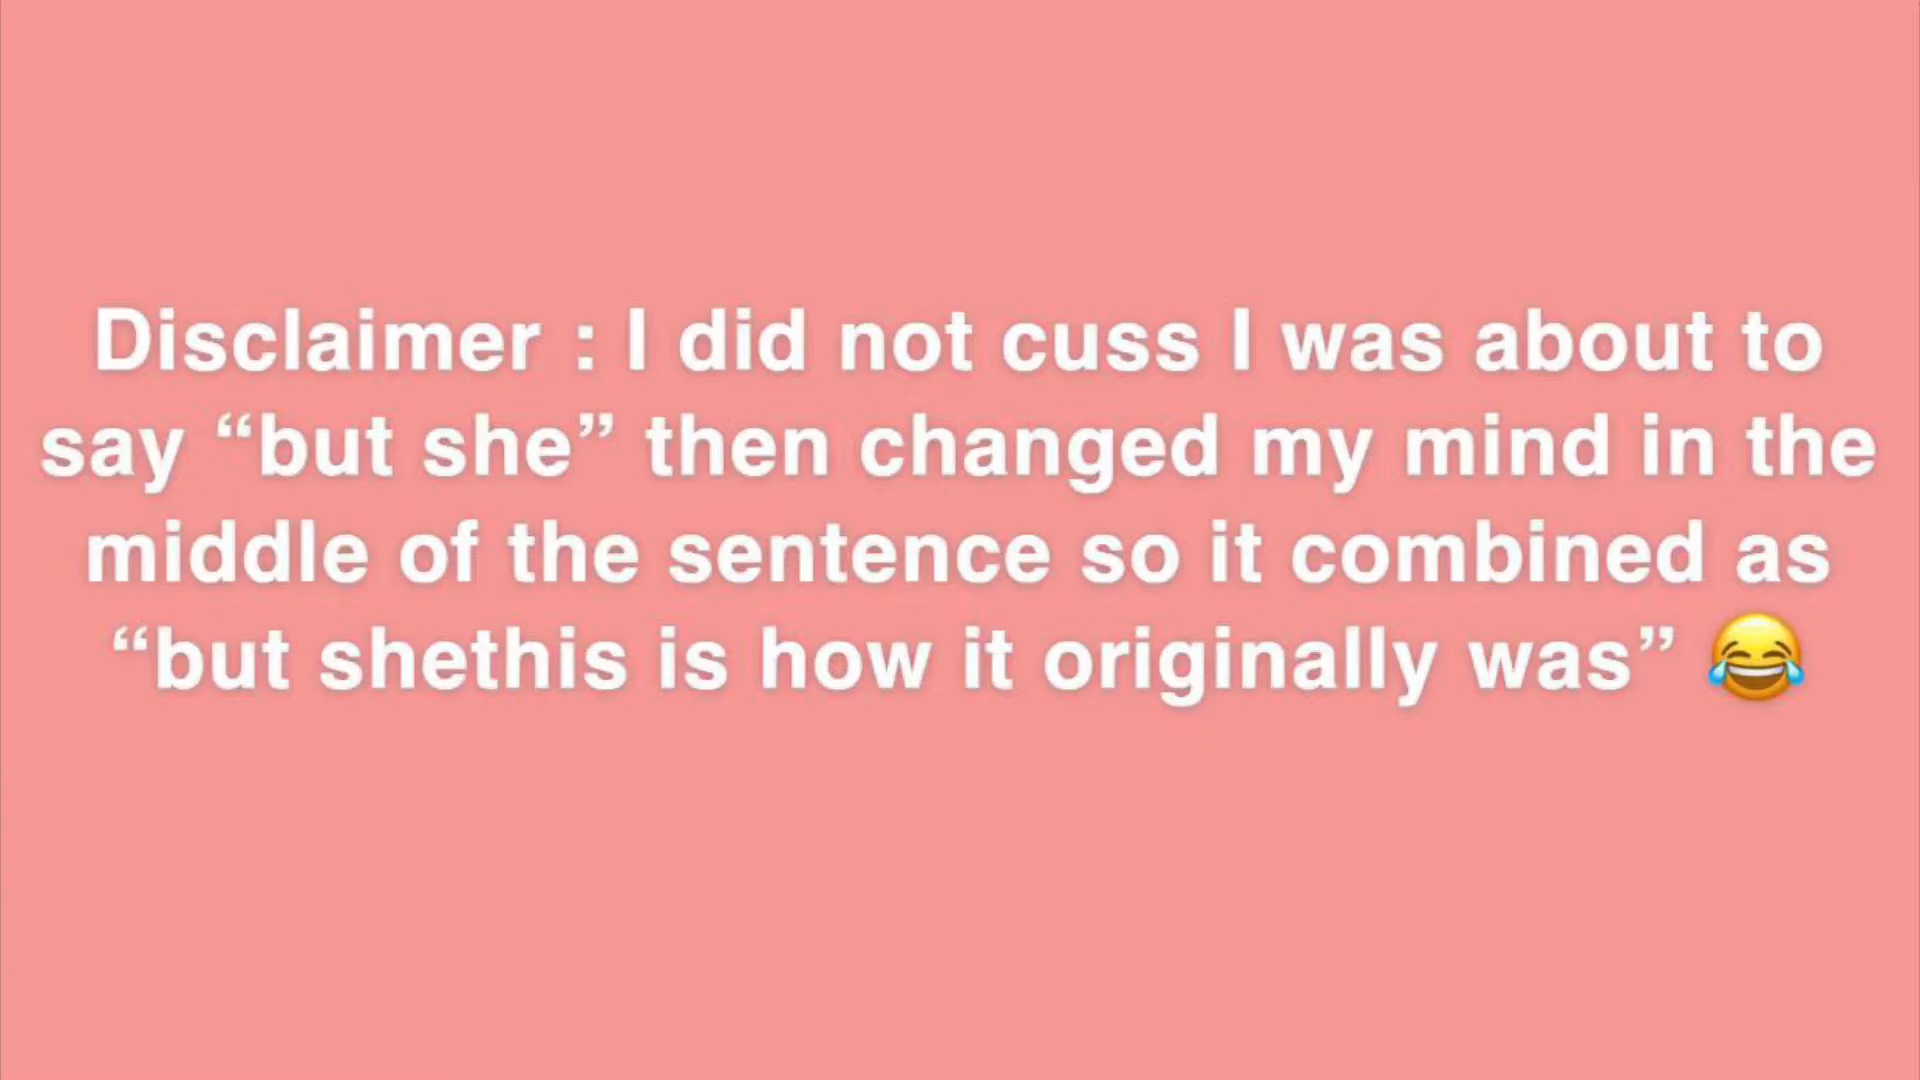 Disclaimer : I did not cuss I was about to
say “but she” then changed my mind in the
middle of the sentence so it combined as
“but shethis is how it originally was” 😂